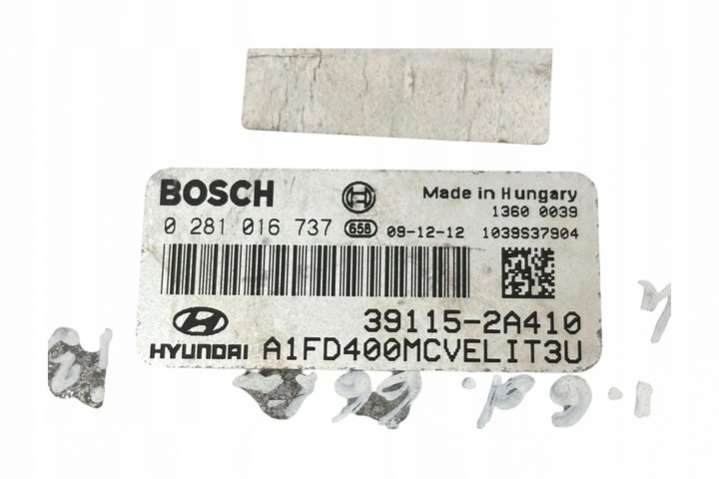 BOSCH
Made in Hungary
1360 0039
0 281 016 737 658 09-12-12 1039S37904
39115-2A410
HYUNDAI A1FD400MCVELIT3U